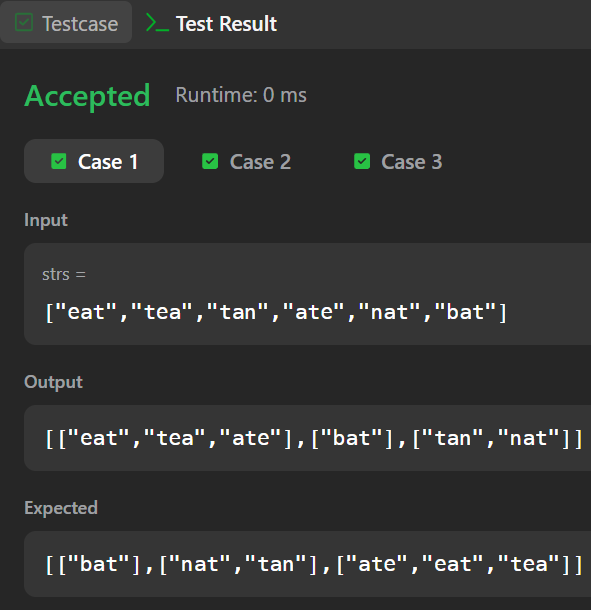 Testcase Test Result
Accepted Runtime: 0 ms
Case 1 Case 2 Case 3
Input
strs =
["eat","tea","tan","ate","nat","bat"]
Output
[["eat","tea","ate"],["bat"],["tan","nat"]]
Expected
[["bat"],["nat","tan"],["ate","eat","tea"]]